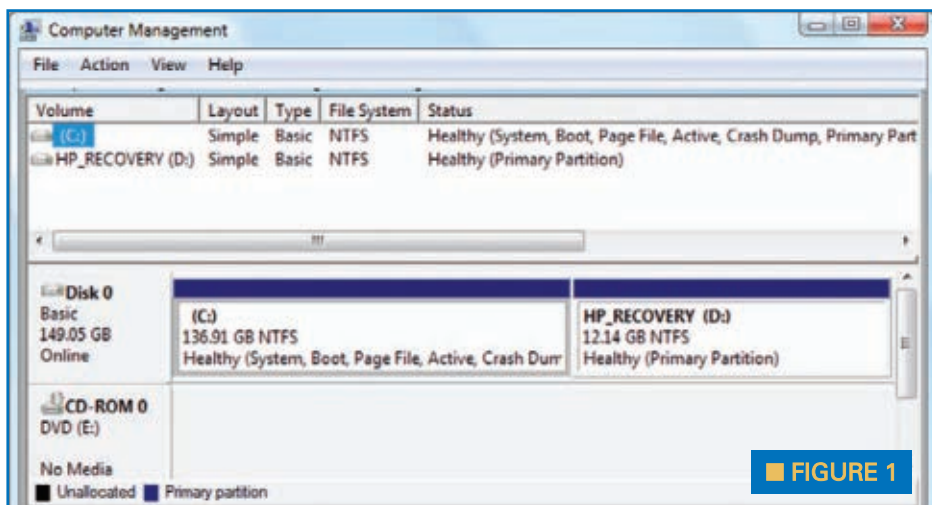 Computer Management
File Action View Help
Volume Layout Type File System Status
(C:) Simple Basic NTFS Healthy (System, Boot, Page File, Active, Crash Dump, Primary Part
HP_RECOVERY (D:) Simple Basic NTFS Healthy (Primary Partition)
Disk 0
Basic
149.05 GB
Online
(C:)
136.91 GB NTFS
Healthy (System, Boot, Page File, Active, Crash Dum
HP_RECOVERY (D:)
12.14 GB NTFS
Healthy (Primary Partition)
CD-ROM 0
DVD (E:)
No Media
Unallocated Primary partition
FIGURE 1